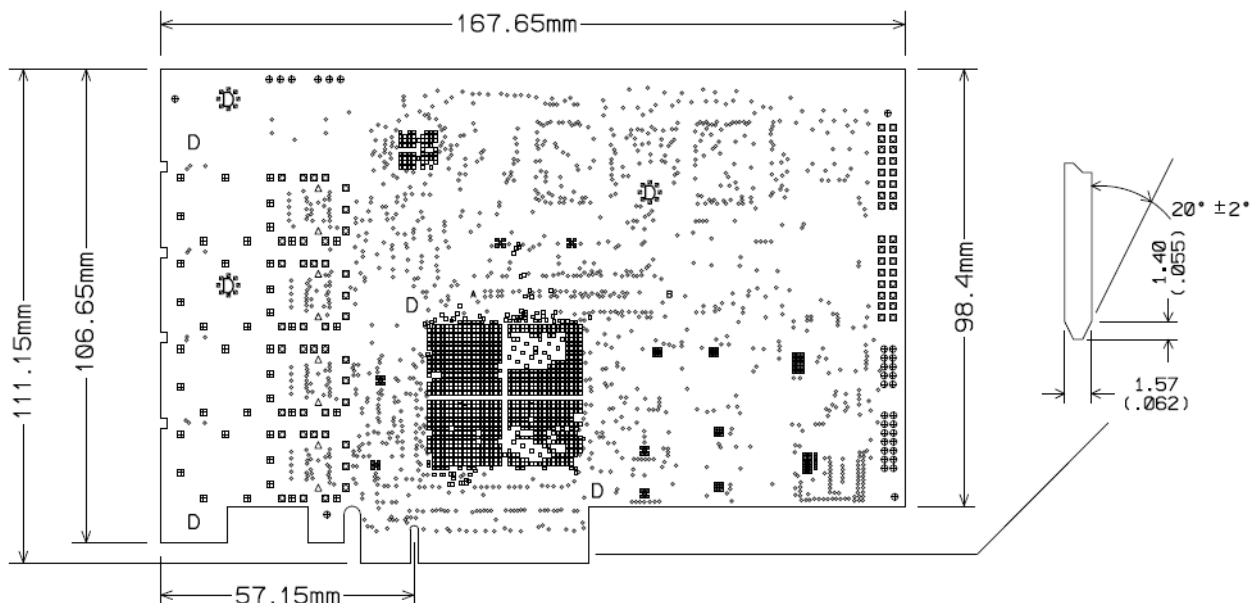 167.65mm
D
D
D
20° ±2°
1.40
(.055)
111.15mm
106.65mm
98.4mm
D
D
A
B
1.57
(.062)
D
D
57.15mm